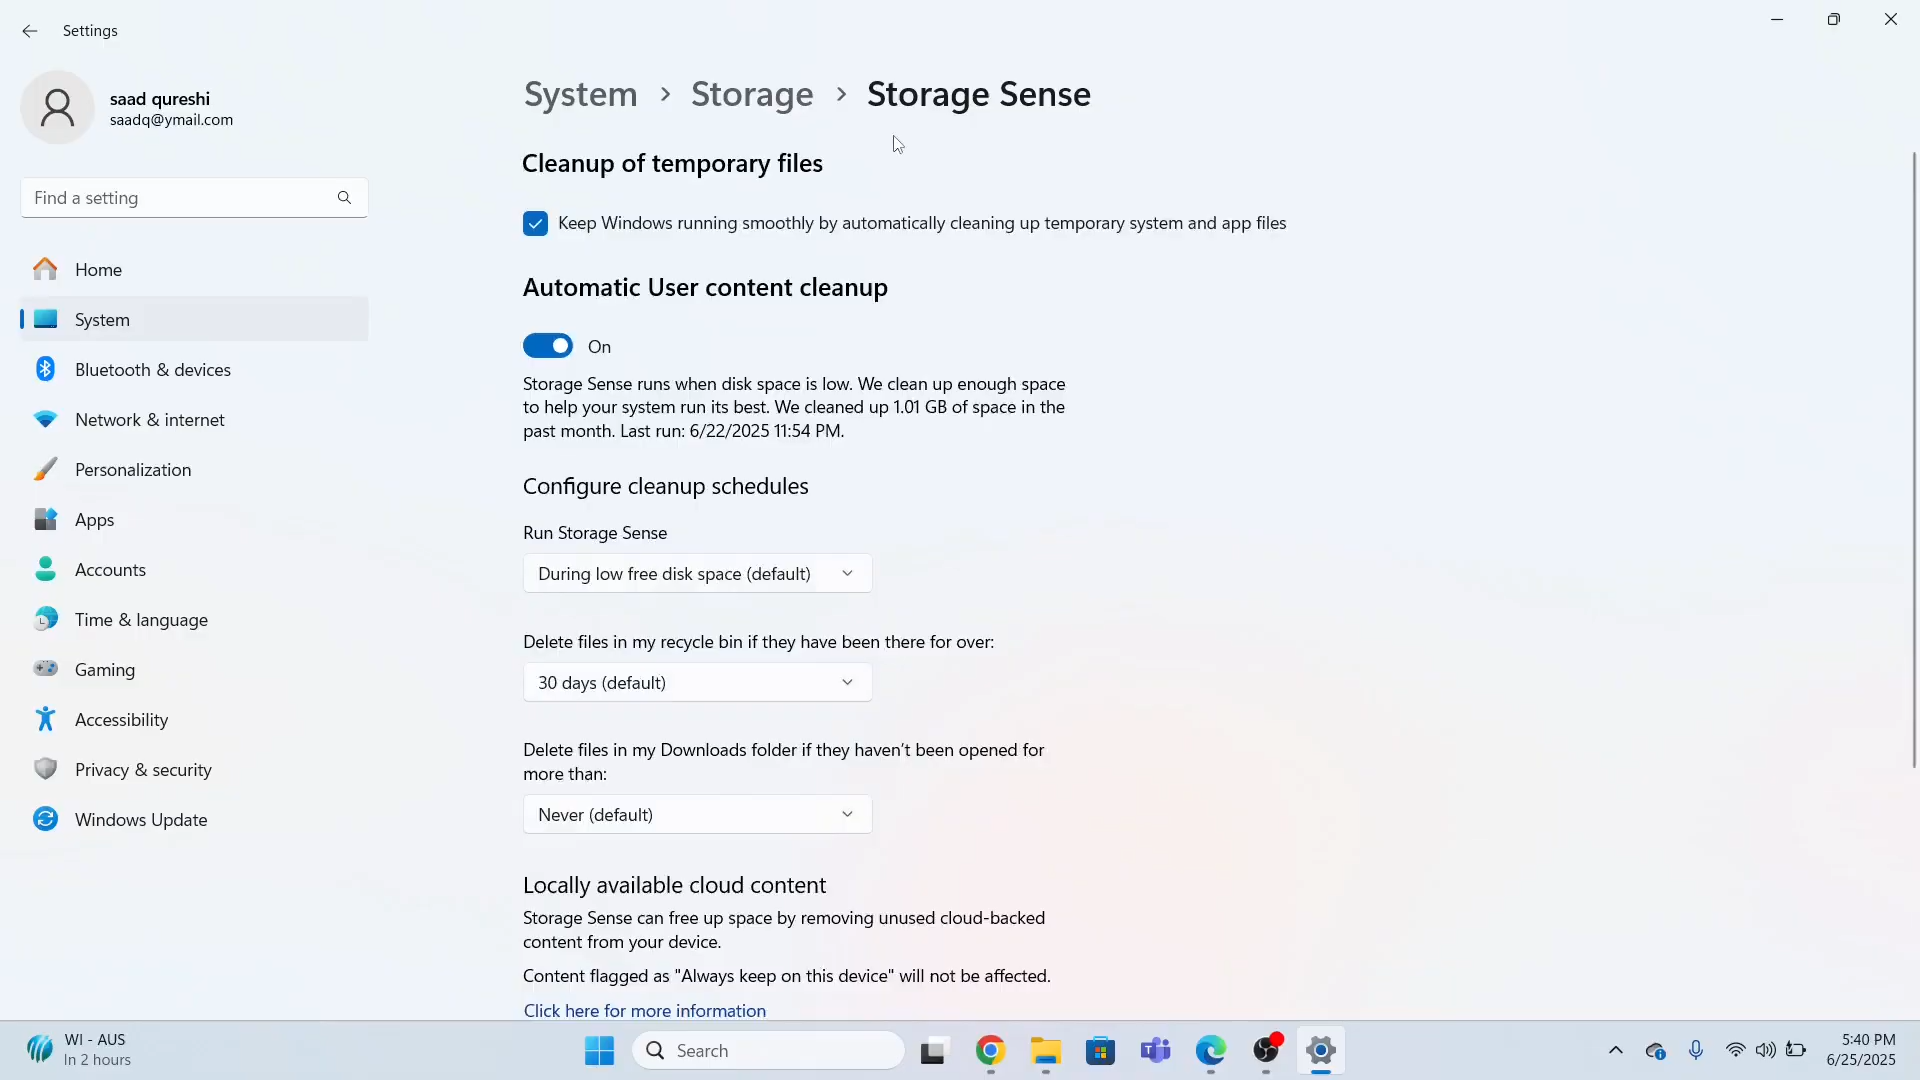 Settings
saad qureshi
saadq@ymail.com
Find a setting
Home
System
Bluetooth & devices
Network & internet
Personalization
Apps
Accounts
Time & language
Gaming
Accessibility
Privacy & security
Windows Update
System > Storage > Storage Sense
Cleanup of temporary files
Keep Windows running smoothly by automatically cleaning up temporary system and app files
Automatic User content cleanup
On
Storage Sense runs when disk space is low. We clean up enough space
to help your system run its best. We cleaned up 1.01 GB of space in the
past month. Last run: 6/22/2025 11:54 PM.
Configure cleanup schedules
Run Storage Sense
During low free disk space (default)
Delete files in my recycle bin if they have been there for over:
30 days (default)
Delete files in my Downloads folder if they haven't been opened for
more than:
Never (default)
Locally available cloud content
Storage Sense can free up space by removing unused cloud-backed
content from your device.
Content flagged as "Always keep on this device" will not be affected.
Click here for more information
WI - AUS
In 2 hours
Search
5:40 PM
6/25/2025